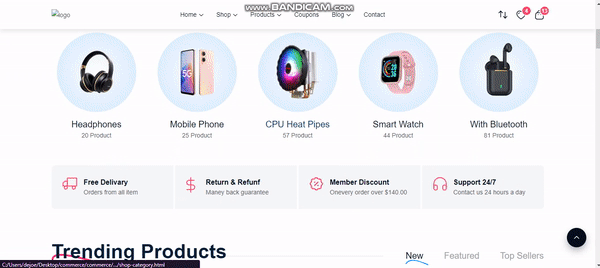 www.BANDICAM.com
logo
Home
Shop
Products
Coupons
Blog
Contact
4
13
5G
Headphones
20 Product
Mobile Phone
25 Product
CPU Heat Pipes
57 Product
Smart Watch
44 Product
With Bluetooth
81 Product
Free Delivary
Orders from all item
Return & Refunf
Maney back guarantee
Member Discount
Onevery order over $140.00
Support 24/7
Contact us 24 hours a day
Trending Products
New
Featured
Top Sellers
C:/Users/dejoe/Desktop/commerce/commerce/.../shop-category.html